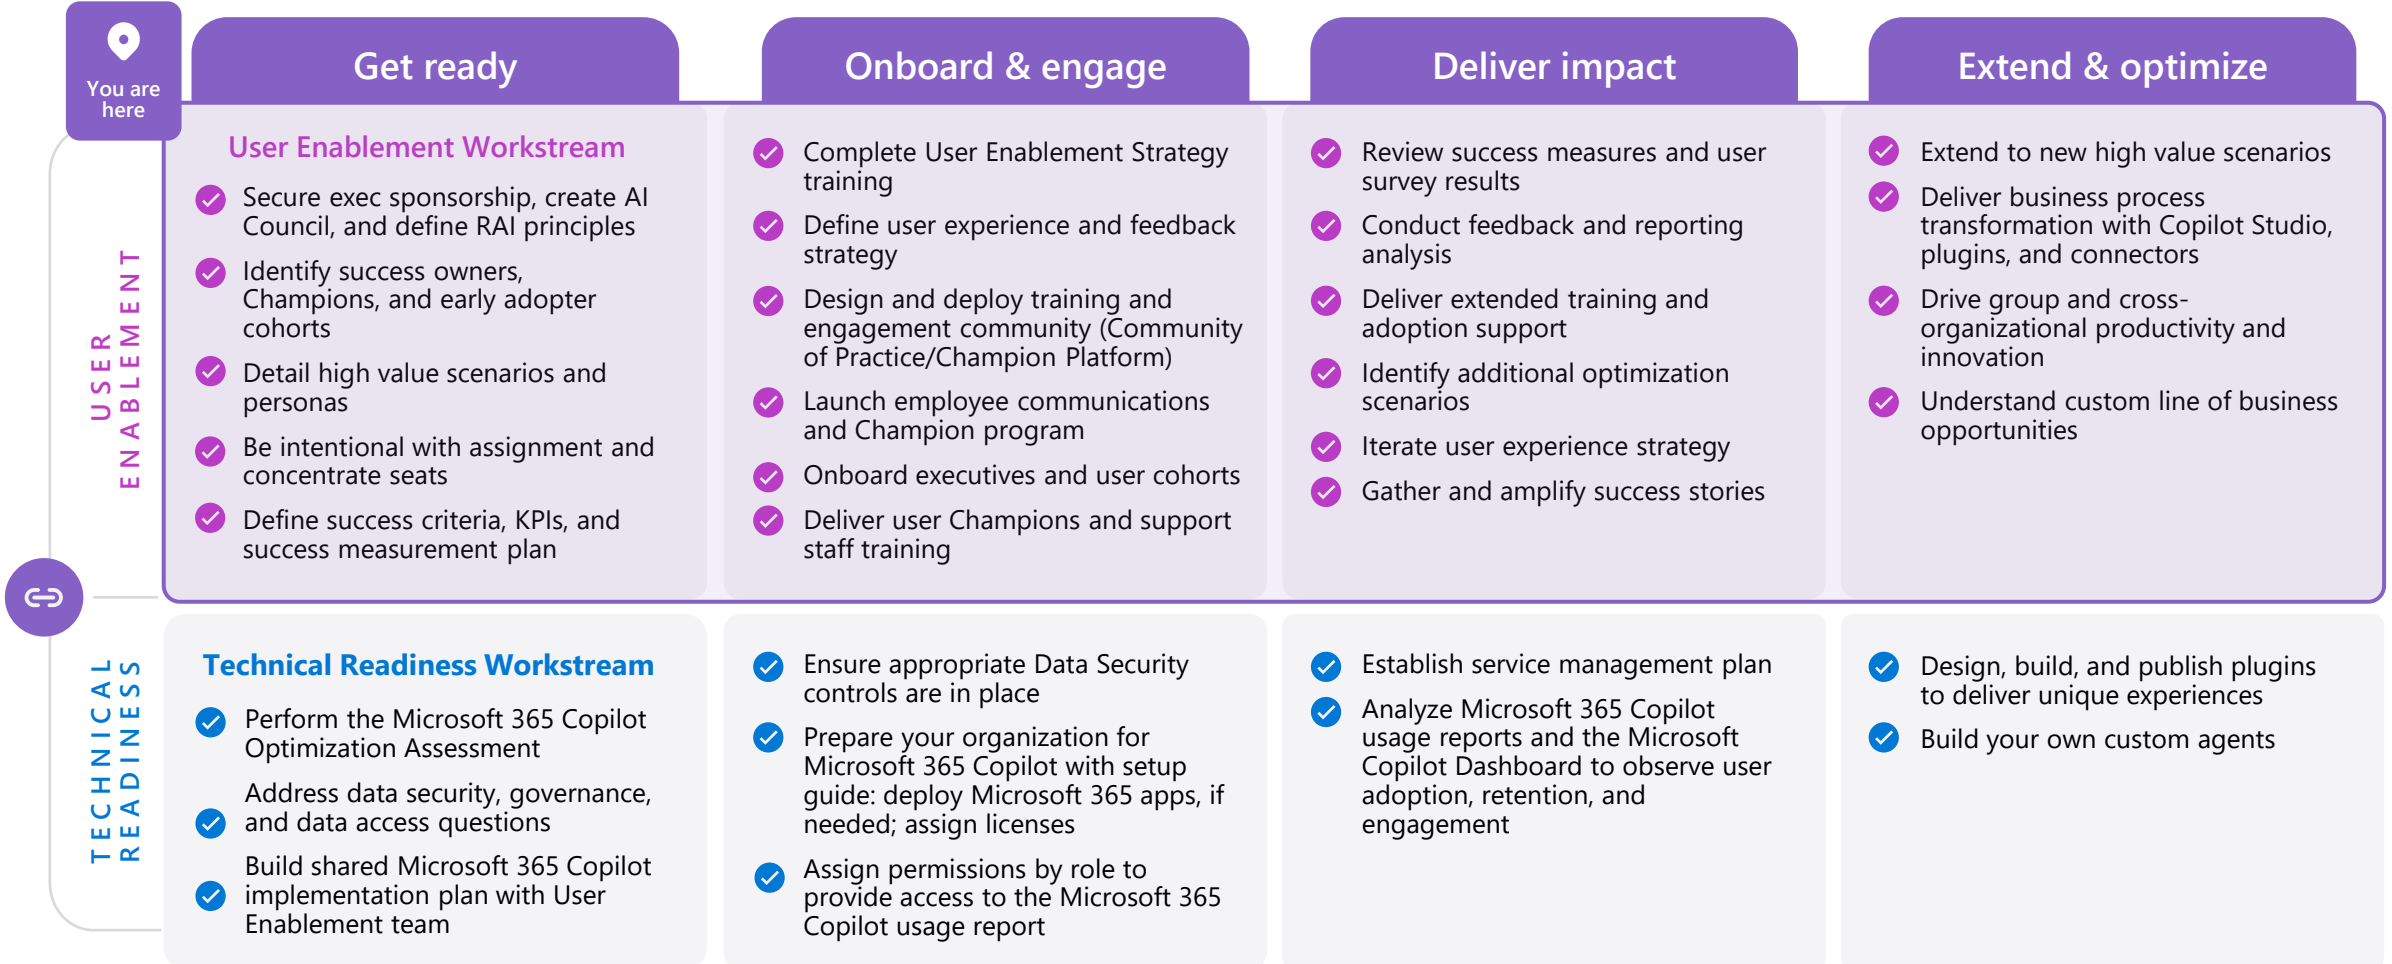 You are
here
Get ready
Onboard & engage
Deliver impact
Extend & optimize
USER
ENABLEMENT
User Enablement Workstream
Secure exec sponsorship, create AI
Council, and define RAI principles
Identify success owners,
Champions, and early adopter
cohorts
Detail high value scenarios and
personas
Be intentional with assignment and
concentrate seats
Define success criteria, KPIs, and
success measurement plan
Complete User Enablement Strategy
training
Define user experience and feedback
strategy
Design and deploy training and
engagement community (Community
of Practice/Champion Platform)
Launch employee communications
and Champion program
Onboard executives and user cohorts
Deliver user Champions and support
staff training
Review success measures and user
survey results
Conduct feedback and reporting
analysis
Deliver extended training and
adoption support
Identify additional optimization
scenarios
Iterate user experience strategy
Gather and amplify success stories
Extend to new high value scenarios
Deliver business process
transformation with Copilot Studio,
plugins, and connectors
Drive group and cross-
organizational productivity and
innovation
Understand custom line of business
opportunities
TECHNICAL
READINESS
Technical Readiness Workstream
Perform the Microsoft 365 Copilot
Optimization Assessment
Address data security, governance,
and data access questions
Build shared Microsoft 365 Copilot
implementation plan with User
Enablement team
Ensure appropriate Data Security
controls are in place
Prepare your organization for
Microsoft 365 Copilot with setup
guide: deploy Microsoft 365 apps, if
needed; assign licenses
Assign permissions by role to
provide access to the Microsoft 365
Copilot usage report
Establish service management plan
Analyze Microsoft 365 Copilot
usage reports and the Microsoft
Copilot Dashboard to observe user
adoption, retention, and
engagement
Design, build, and publish plugins
to deliver unique experiences
Build your own custom agents